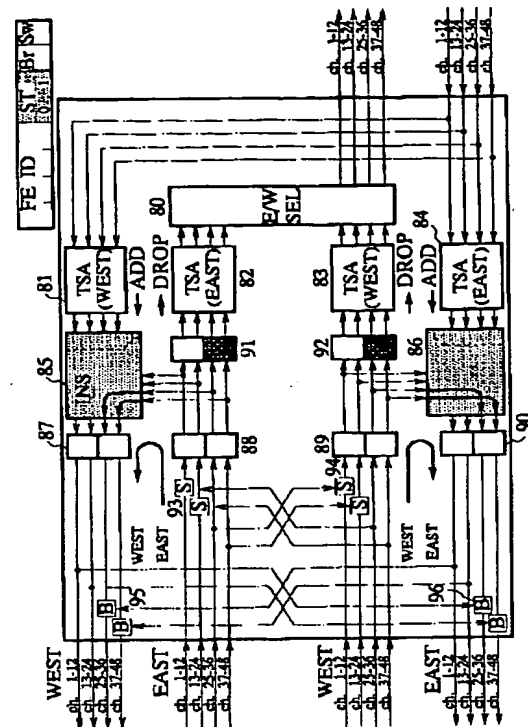 FE ID ST Br Sw
0 1
ch. 1-12
ch. 13-24
ch. 25-36
ch. 37-48
ch. 1-12
ch. 13-24
ch. 25-36
ch. 37-48
80
E/W
SEL
81
TSA
(WEST)
ADD
DROP
TSA
(EAST)
82
83
TSA
(WEST)
DROP
ADD
84
TSA
(EAST)
85
INS
91
92
86
87
88
89
90
93
S
S
94
S
S
WEST
EAST
WEST
EAST
B
B
95
96
B
B
WEST
ch. 1-12
ch. 13-24
ch. 25-36
ch. 37-48
EAST
ch. 1-12
ch. 13-24
ch. 25-36
ch. 37-48
WEST
ch. 1-12
ch. 13-24
ch. 25-36
ch. 37-48
EAST
ch. 1-12
ch. 13-24
ch. 25-36
ch. 37-48